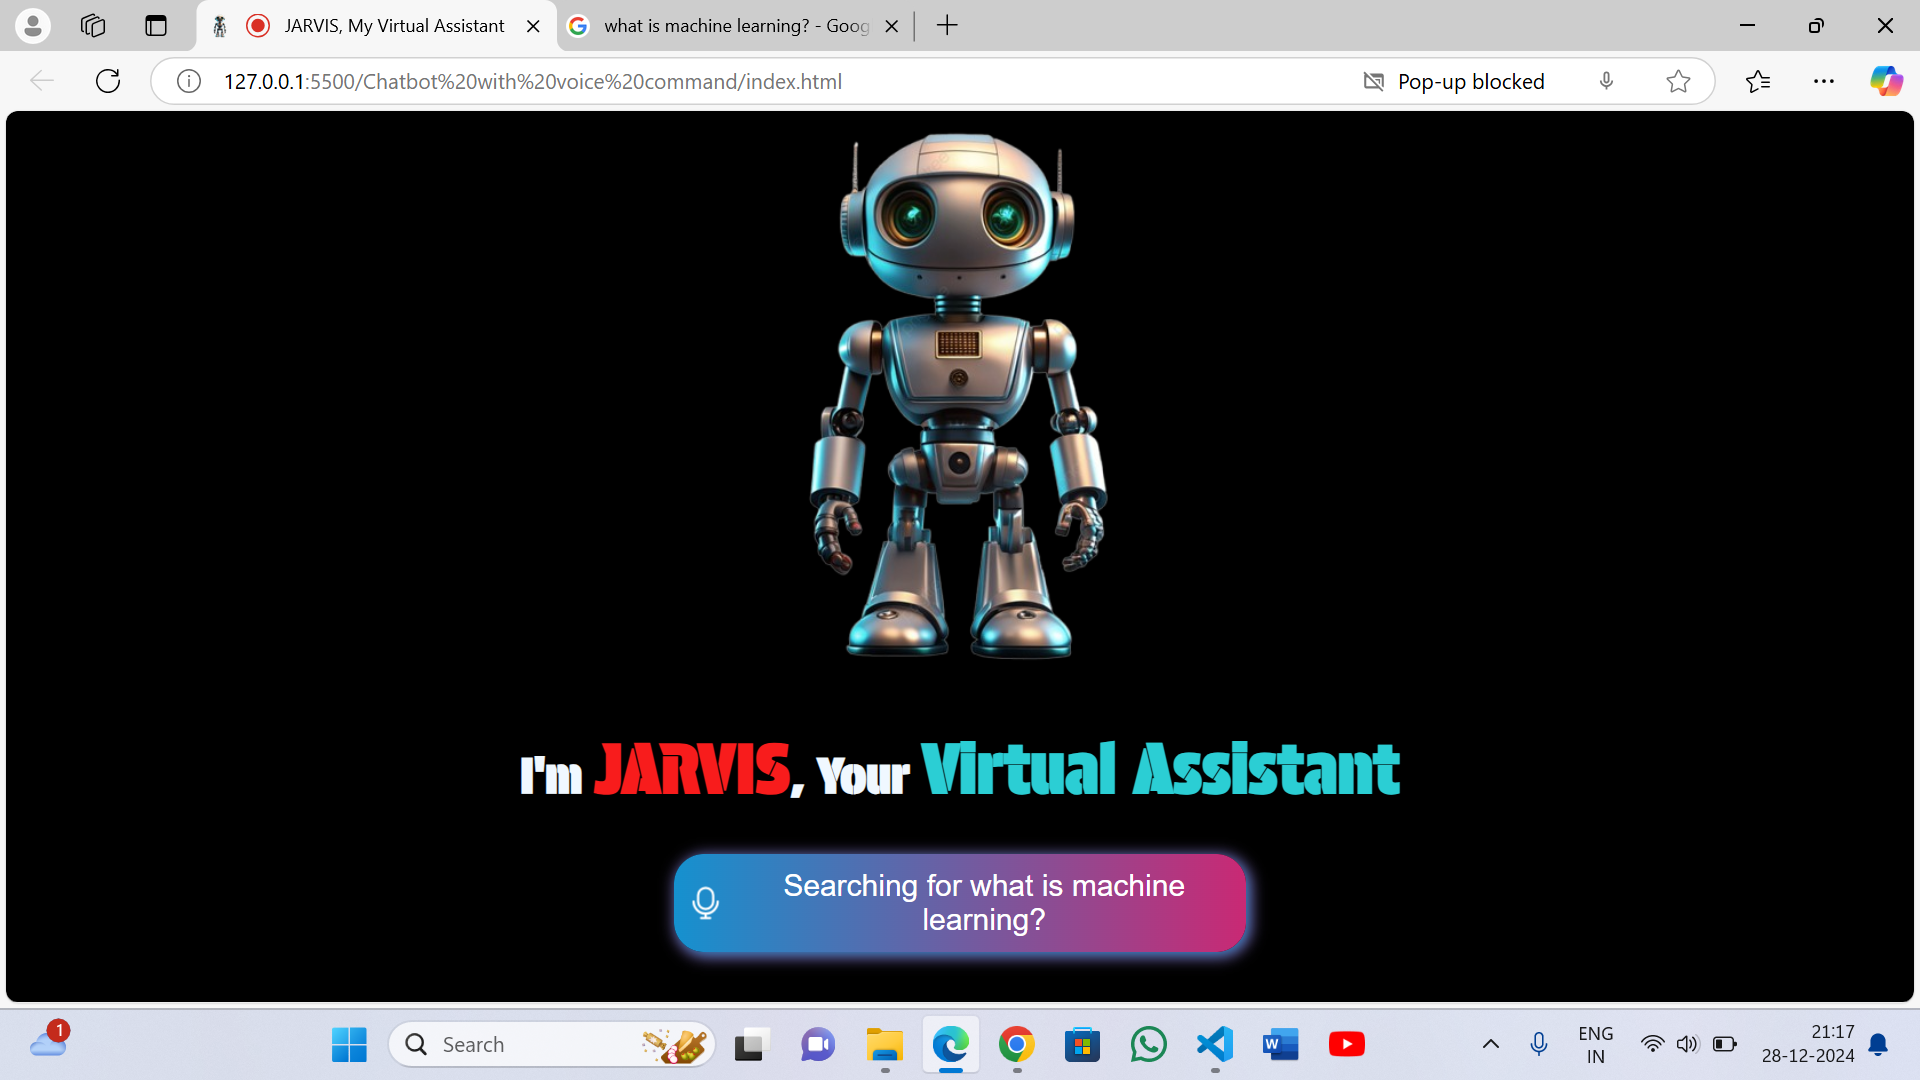 JARVIS, My Virtual Assistant
what is machine learning? - Goog
127.0.0.1:5500/Chatbot%20with%20voice%20command/index.html
Pop-up blocked
I'm JARVIS, Your Virtual Assistant
Searching for what is machine
learning?
1
Search
W
ENG
IN
21:17
28-12-2024